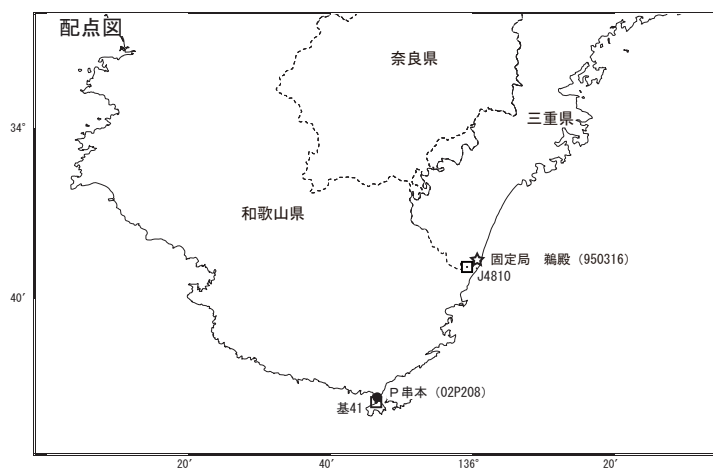 配点図
奈良県
34°
三重県
和歌山県
固定局　鵜殿（950316）
J4810
40′
Ｐ串本（02P208）
基41
20′
40′
136°
20′